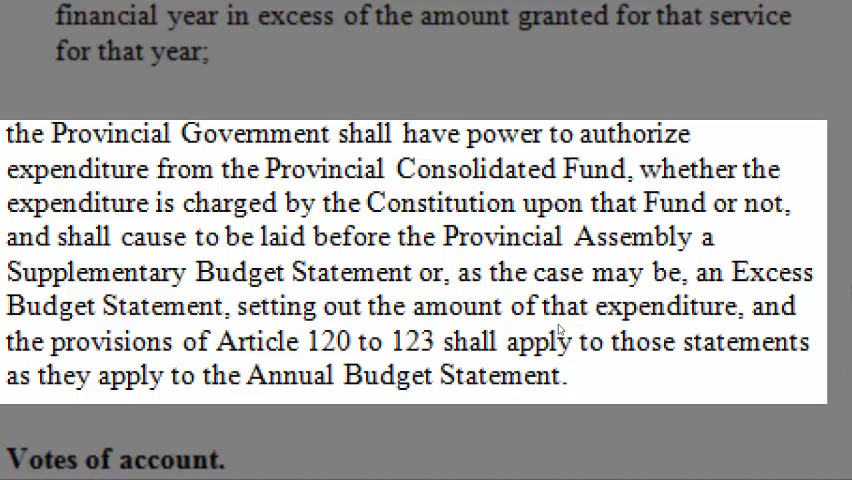 financial year in excess of the amount granted for that service
for that year;
the Provincial Government shall have power to authorize
expenditure from the Provincial Consolidated Fund, whether the
expenditure is charged by the Constitution upon that Fund or not,
and shall cause to be laid before the Provincial Assembly a
Supplementary Budget Statement or, as the case may be, an Excess
Budget Statement, setting out the amount of that expenditure, and
the provisions of Article 120 to 123 shall apply to those statements
as they apply to the Annual Budget Statement.
Votes of account.